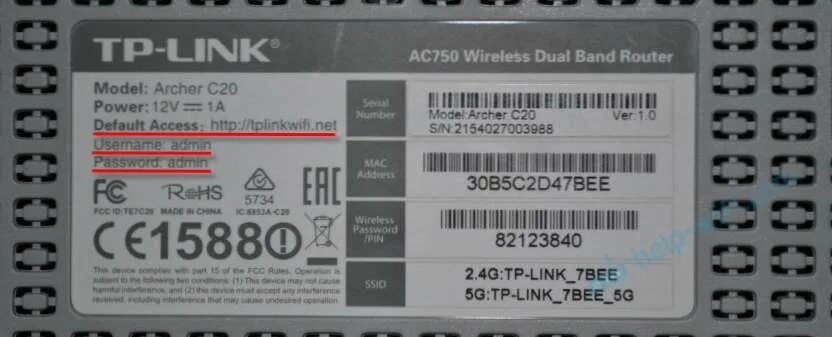 TP-LINK®
AC750 Wireless Dual Band Router
Model: Archer C20
Power: 12V 1A
Default Access: http://tplinkwifi.net
Username: admin
Password: admin
FC RoHS 5734 EAC
FCC ID:TE7C20 MADE IN CHINA IC:8853A-C20
CE1588
This device complies with part 15 of the FCC Rules. Operation is
subject to the following two conditions: (1) This device may not cause
harmful interference, and (2) this device must accept any interference
received, including interference that may cause undesired operation.
Serial
Number
Model:Archer C20 Ver:1.0
S/N:2154027003988
MAC
Address
30B5C2D47BEE
Wireless
Password
/PIN
82123840
SSID
2.4G:TP-LINK_7BEE
5G:TP-LINK_7BEE_5G